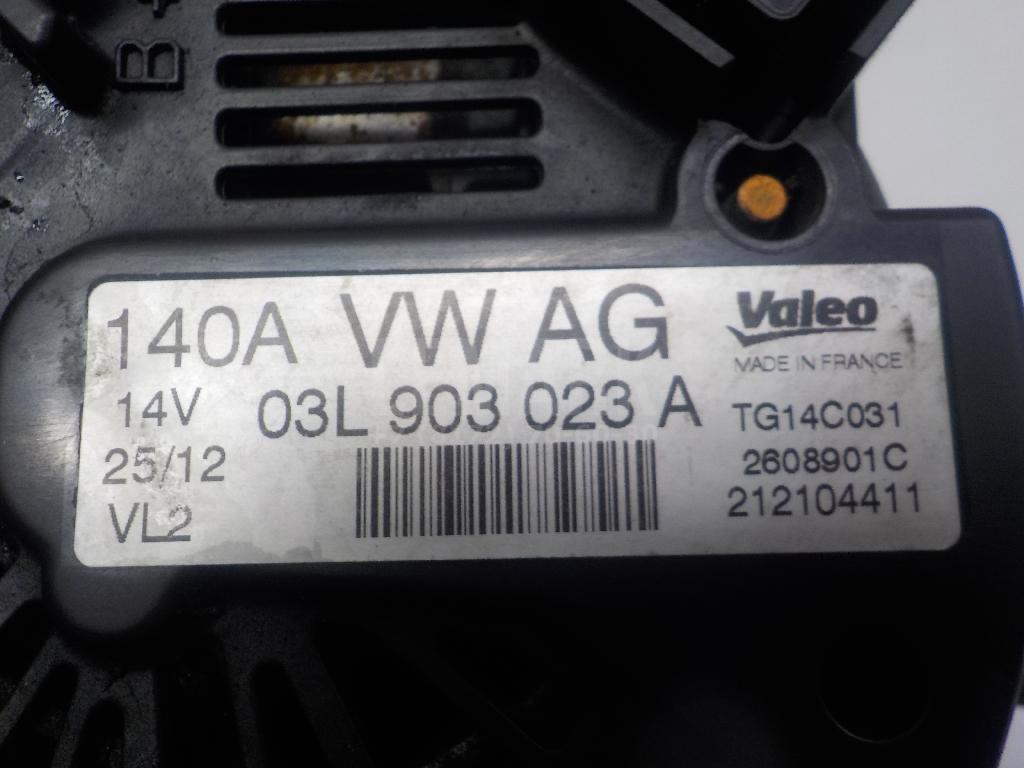 B+
140A VW AG
Valeo
MADE IN FRANCE
14V 03L 903 023 A
TG14C031
25/12
2608901C
VL2
212104411